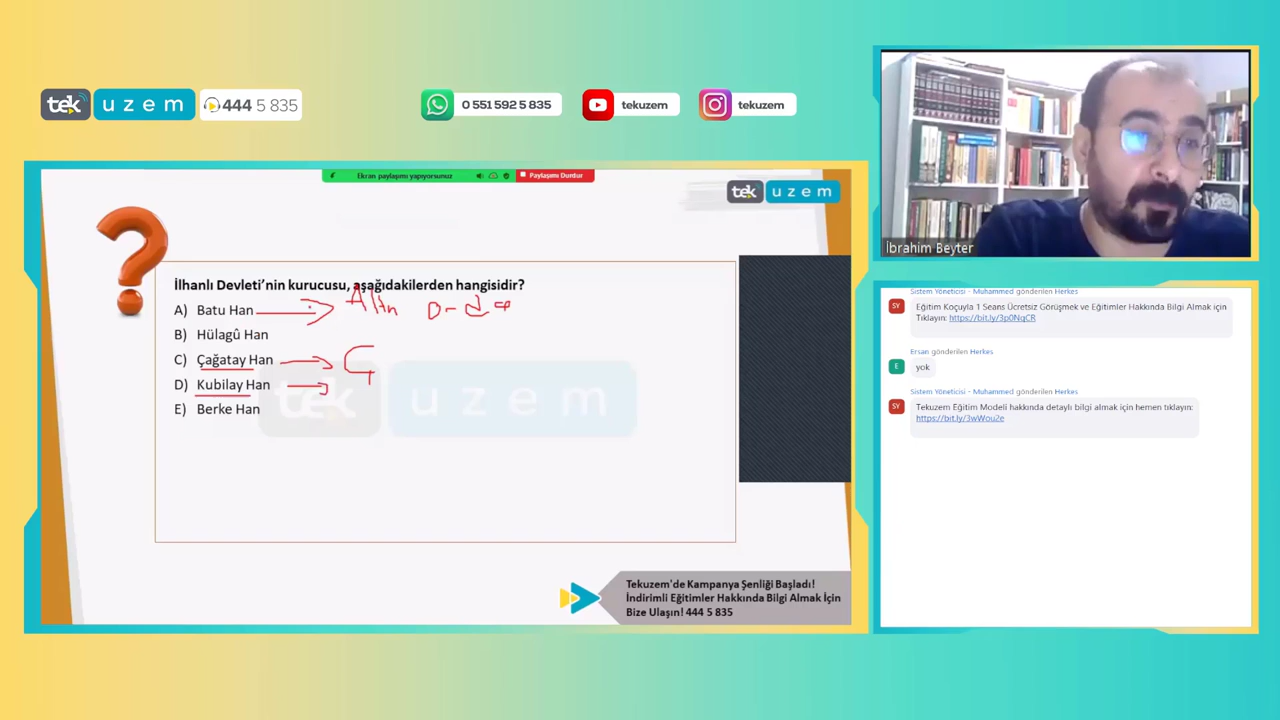 tek uzem 444 5 835
0 551 592 5 835
tekuzem
tekuzem
Ekran paylaşımı yapıyorsunuz
Paylaşımı Durdur
tek uzem
İlhanlı Devleti'nin kurucusu, aşağıdakilerden hangisidir?
A) Batu Han
Altın Orda
B) Hülagû Han
C) Çağatay Han
Ç
D) Kubilay Han
E) Berke Han
tek uzem
Tekuzem'de Kampanya Şenliği Başladı!
İndirimli Eğitimler Hakkında Bilgi Almak İçin
Bize Ulaşın! 444 5 835
İbrahim Beyter
Sistem Yöneticisi - Muhammed gönderilen Herkes
SY
Eğitim Koçuyla 1 Seans Ücretsiz Görüşmek ve Eğitimler Hakkında Bilgi Almak için
Tıklayın: https://bit.ly/3p0NqCR
Ersan gönderilen Herkes
E
yok
Sistem Yöneticisi - Muhammed gönderilen Herkes
SY
Tekuzem Eğitim Modeli hakkında detaylı bilgi almak için hemen tıklayın:
https://bit.ly/3wWou2e